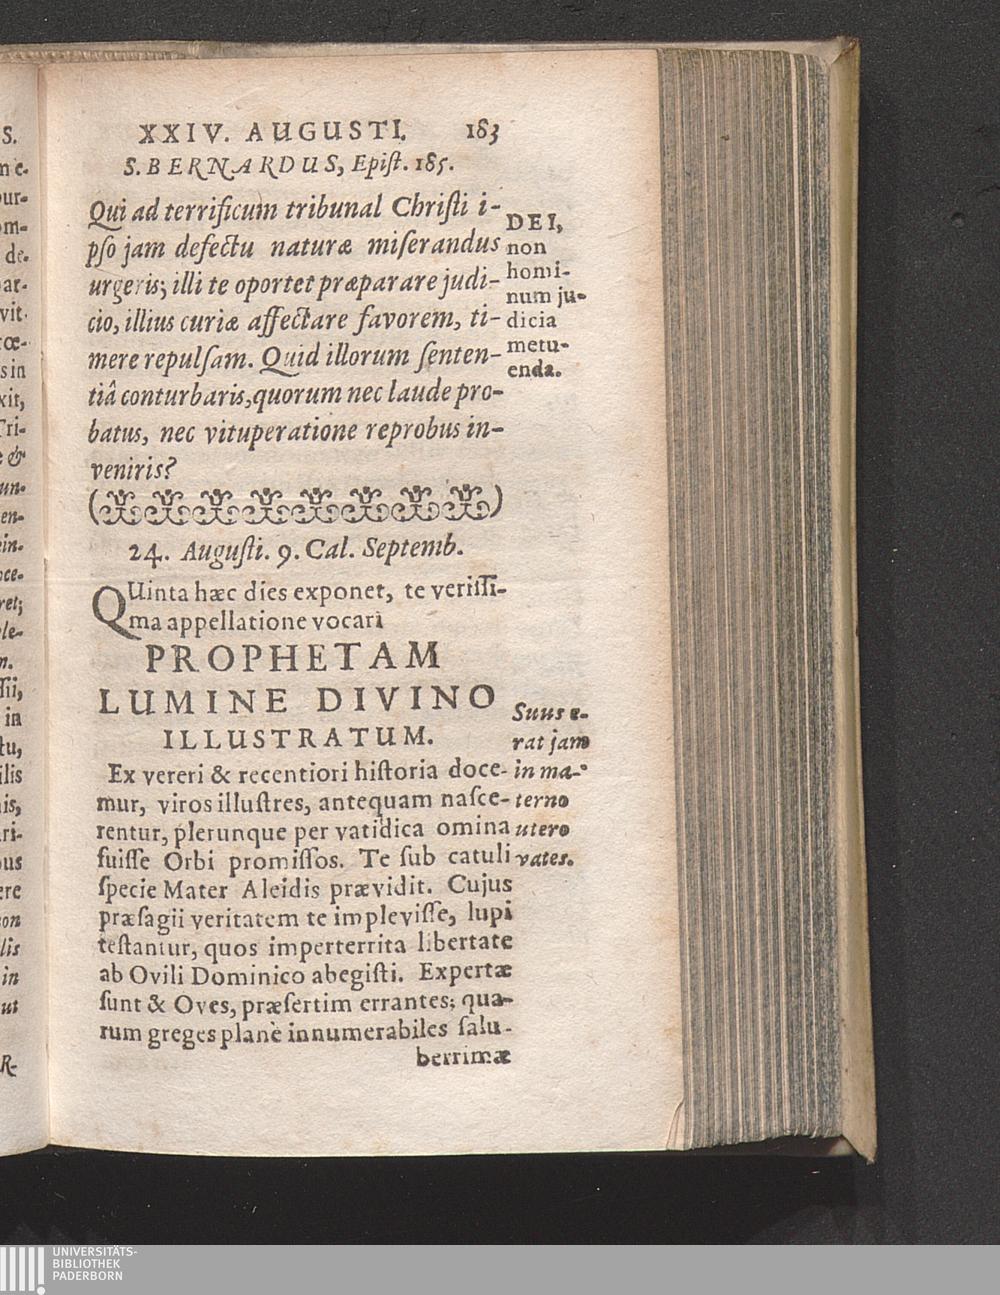 XXIV. AUGUSTI. 183
S. BERNARDUS, Epiſt. 185.
Qui ad terrificum tribunal Chriſti i-
pſo jam defectu naturæ miſerandus
urgeris; illi te oportet præparare judi-
cio, illius curiæ affectare favorem, ti-
mere repulſam. Quid illorum ſenten-
tiâ conturbaris, quorum nec laude pro-
batus, nec vituperatione reprobus in-
veniris?
DEI,
non
homi-
num ju-
dicia
metu-
enda.
24. Auguſti. 9. Cal. Septemb.
QUinta hæc dies exponet, te veriſſi-
ma appellatione vocari
PROPHETAM
LUMINE DIVINO
ILLUSTRATUM.
Ex veteri & recentiori hiſtoria doce-
mur, viros illuſtres, antequam naſce-
rentur, plerunque per vatidica omina
fuiſſe Orbi promiſſos. Te ſub catuli
ſpecie Mater Aleidis prævidit. Cujus
præſagii veritatem te impleviſſe, lupi
teſtantur, quos imperterrita libertate
ab Ovili Dominico abegiſti. Expertæ
ſunt & Oves, præſertim errantes; qua-
rum greges planè innumerabiles ſalu-
berrimæ
Suus e-
rat jam
in ma-
terno
utero
vates.
UNIVERSITÄTS-
BIBLIOTHEK
PADERBORN